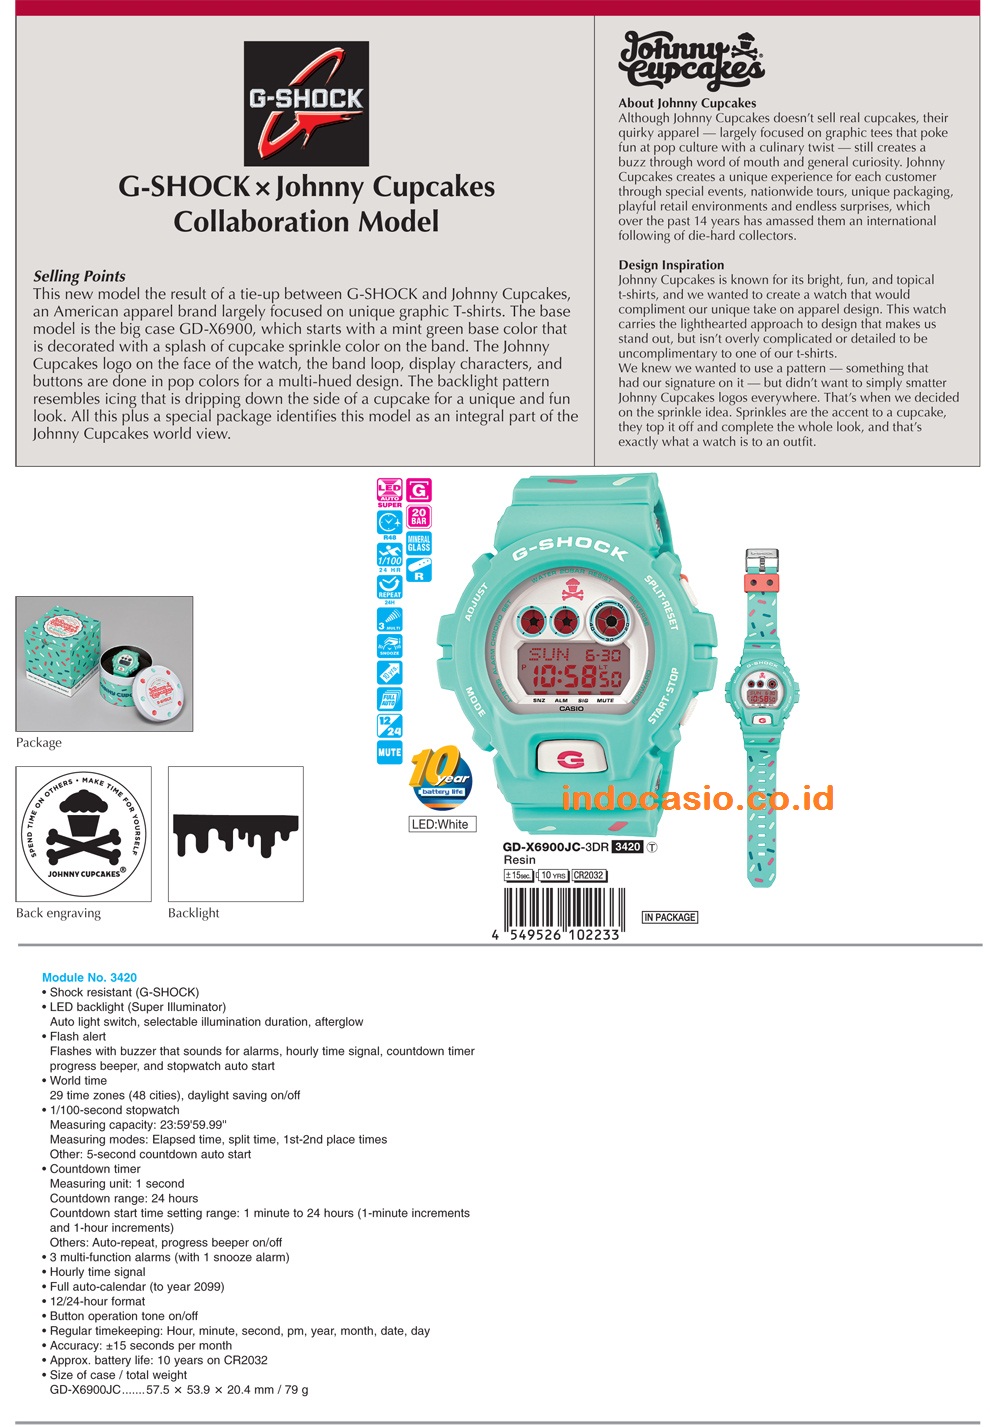 G-SHOCK
G-SHOCK × Johnny Cupcakes
Collaboration Model
Selling Points
This new model the result of a tie-up between G-SHOCK and Johnny Cupcakes,
an American apparel brand largely focused on unique graphic T-shirts. The base
model is the big case GD-X6900, which starts with a mint green base color that
is decorated with a splash of cupcake sprinkle color on the band. The Johnny
Cupcakes logo on the face of the watch, the band loop, display characters, and
buttons are done in pop colors for a multi-hued design. The backlight pattern
resembles icing that is dripping down the side of a cupcake for a unique and fun
look. All this plus a special package identifies this model as an integral part of the
Johnny Cupcakes world view.
Johnny
Cupcakes®
About Johnny Cupcakes
Although Johnny Cupcakes doesn't sell real cupcakes, their
quirky apparel — largely focused on graphic tees that poke
fun at pop culture with a culinary twist — still creates a
buzz through word of mouth and general curiosity. Johnny
Cupcakes creates a unique experience for each customer
through special events, nationwide tours, unique packaging,
playful retail environments and endless surprises, which
over the past 14 years has amassed them an international
following of die-hard collectors.
Design Inspiration
Johnny Cupcakes is known for its bright, fun, and topical
t-shirts, and we wanted to create a watch that would
compliment our unique take on apparel design. This watch
carries the lighthearted approach to design that makes us
stand out, but isn't overly complicated or detailed to be
uncomplimentary to one of our t-shirts.
We knew we wanted to use a pattern — something that
had our signature on it — but didn't want to simply smatter
Johnny Cupcakes logos everywhere. That's when we decided
on the sprinkle idea. Sprinkles are the accent to a cupcake,
they top it off and complete the whole look, and that's
exactly what a watch is to an outfit.
LED
AUTO
SUPER
G
20
BAR
R48
MINERAL
GLASS
1/100
24 HR
R
REPEAT
24H
3 MULTI
SNOOZE
FULL
AUTO
12/24
MUTE
10 year
battery life
LED:White
G-SHOCK
WATER 20BAR RESIST
ADJUST
SPLIT·RESET
MODE
START·STOP
SUN 6-30
P 10:58 50
SNZ ALM SIG MUTE
CASIO
G
G-SHOCK
10:58 50
G
Package
SPEND TIME ON OTHERS • MAKE TIME FOR YOURSELF
JOHNNY CUPCAKES®
Back engraving
Backlight
indocasio.co.id
GD-X6900JC-3DR 3420 T
Resin
±15sec. 10 YRS CR2032
4 549526 102233
IN PACKAGE
Module No. 3420
• Shock resistant (G-SHOCK)
• LED backlight (Super Illuminator)
Auto light switch, selectable illumination duration, afterglow
• Flash alert
Flashes with buzzer that sounds for alarms, hourly time signal, countdown timer
progress beeper, and stopwatch auto start
• World time
29 time zones (48 cities), daylight saving on/off
• 1/100-second stopwatch
Measuring capacity: 23:59'59.99"
Measuring modes: Elapsed time, split time, 1st-2nd place times
Other: 5-second countdown auto start
• Countdown timer
Measuring unit: 1 second
Countdown range: 24 hours
Countdown start time setting range: 1 minute to 24 hours (1-minute increments
and 1-hour increments)
Others: Auto-repeat, progress beeper on/off
• 3 multi-function alarms (with 1 snooze alarm)
• Hourly time signal
• Full auto-calendar (to year 2099)
• 12/24-hour format
• Button operation tone on/off
• Regular timekeeping: Hour, minute, second, pm, year, month, date, day
• Accuracy: ±15 seconds per month
• Approx. battery life: 10 years on CR2032
• Size of case / total weight
GD-X6900JC.......57.5 × 53.9 × 20.4 mm / 79 g